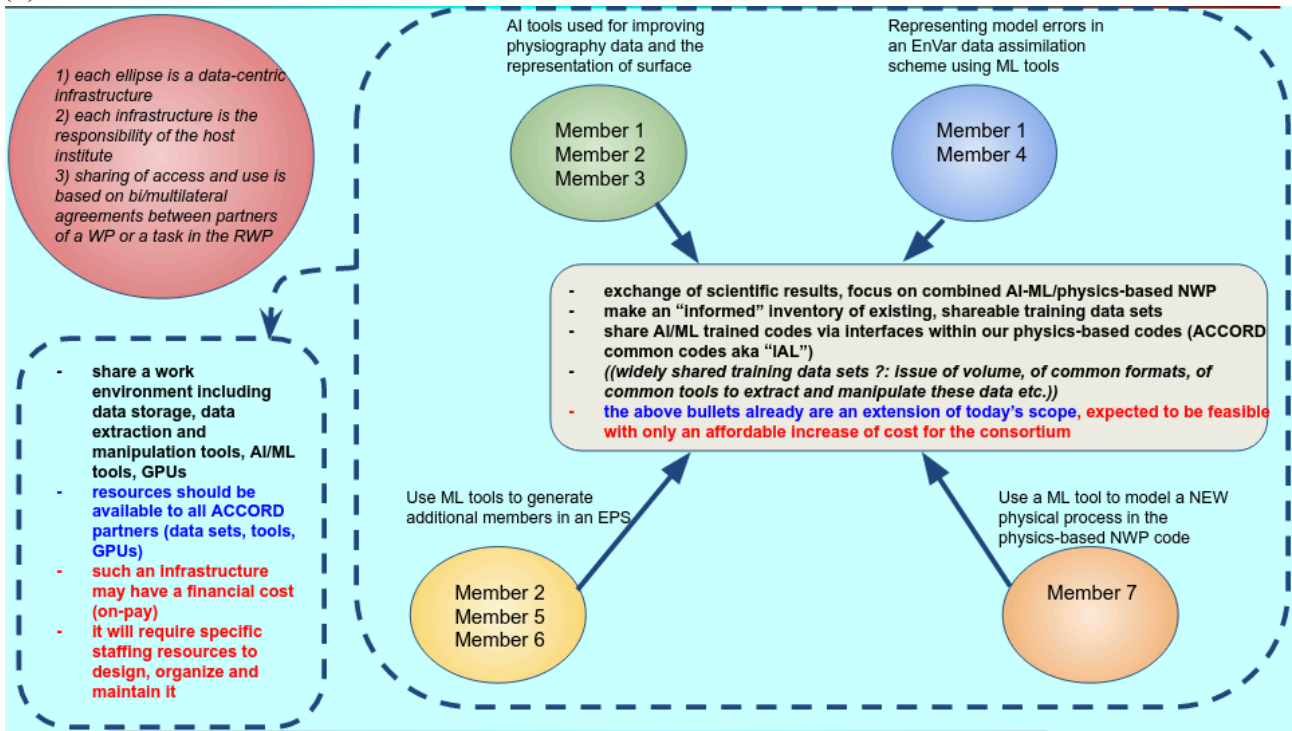 1) each ellipse is a data-centric
infrastructure
2) each infrastructure is the
responsibility of the host
institute
3) sharing of access and use is
based on bi/multilateral
agreements between partners
of a WP or a task in the RWP
AI tools used for improving
physiography data and the
representation of surface
Member 1
Member 2
Member 3
Representing model errors in
an EnVar data assimilation
scheme using ML tools
Member 1
Member 4
- exchange of scientific results, focus on combined AI-ML/physics-based NWP
- make an “informed” inventory of existing, shareable training data sets
- share AI/ML trained codes via interfaces within our physics-based codes (ACCORD
common codes aka “IAL”)
- ((widely shared training data sets ?: issue of volume, of common formats, of
common tools to extract and manipulate these data etc.))
- the above bullets already are an extension of today’s scope, expected to be feasible
with only an affordable increase of cost for the consortium
- share a work
environment including
data storage, data
extraction and
manipulation tools, AI/ML
tools, GPUs
- resources should be
available to all ACCORD
partners (data sets, tools,
GPUs)
- such an infrastructure
may have a financial cost
(on-pay)
- it will require specific
staffing resources to
design, organize and
maintain it
Use ML tools to generate
additional members in an EPS
Member 2
Member 5
Member 6
Use a ML tool to model a NEW
physical process in the
physics-based NWP code
Member 7